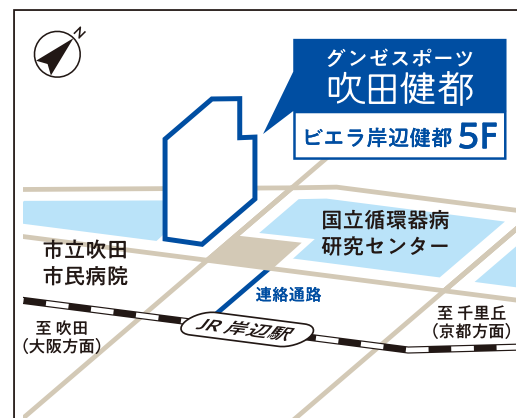 N
グンゼスポーツ
吹田健都
ビエラ岸辺健都 5F
国立循環器病
研究センター
市立吹田
市民病院
連絡通路
至 吹田
(大阪方面)
JR 岸辺駅
至 千里丘
(京都方面)